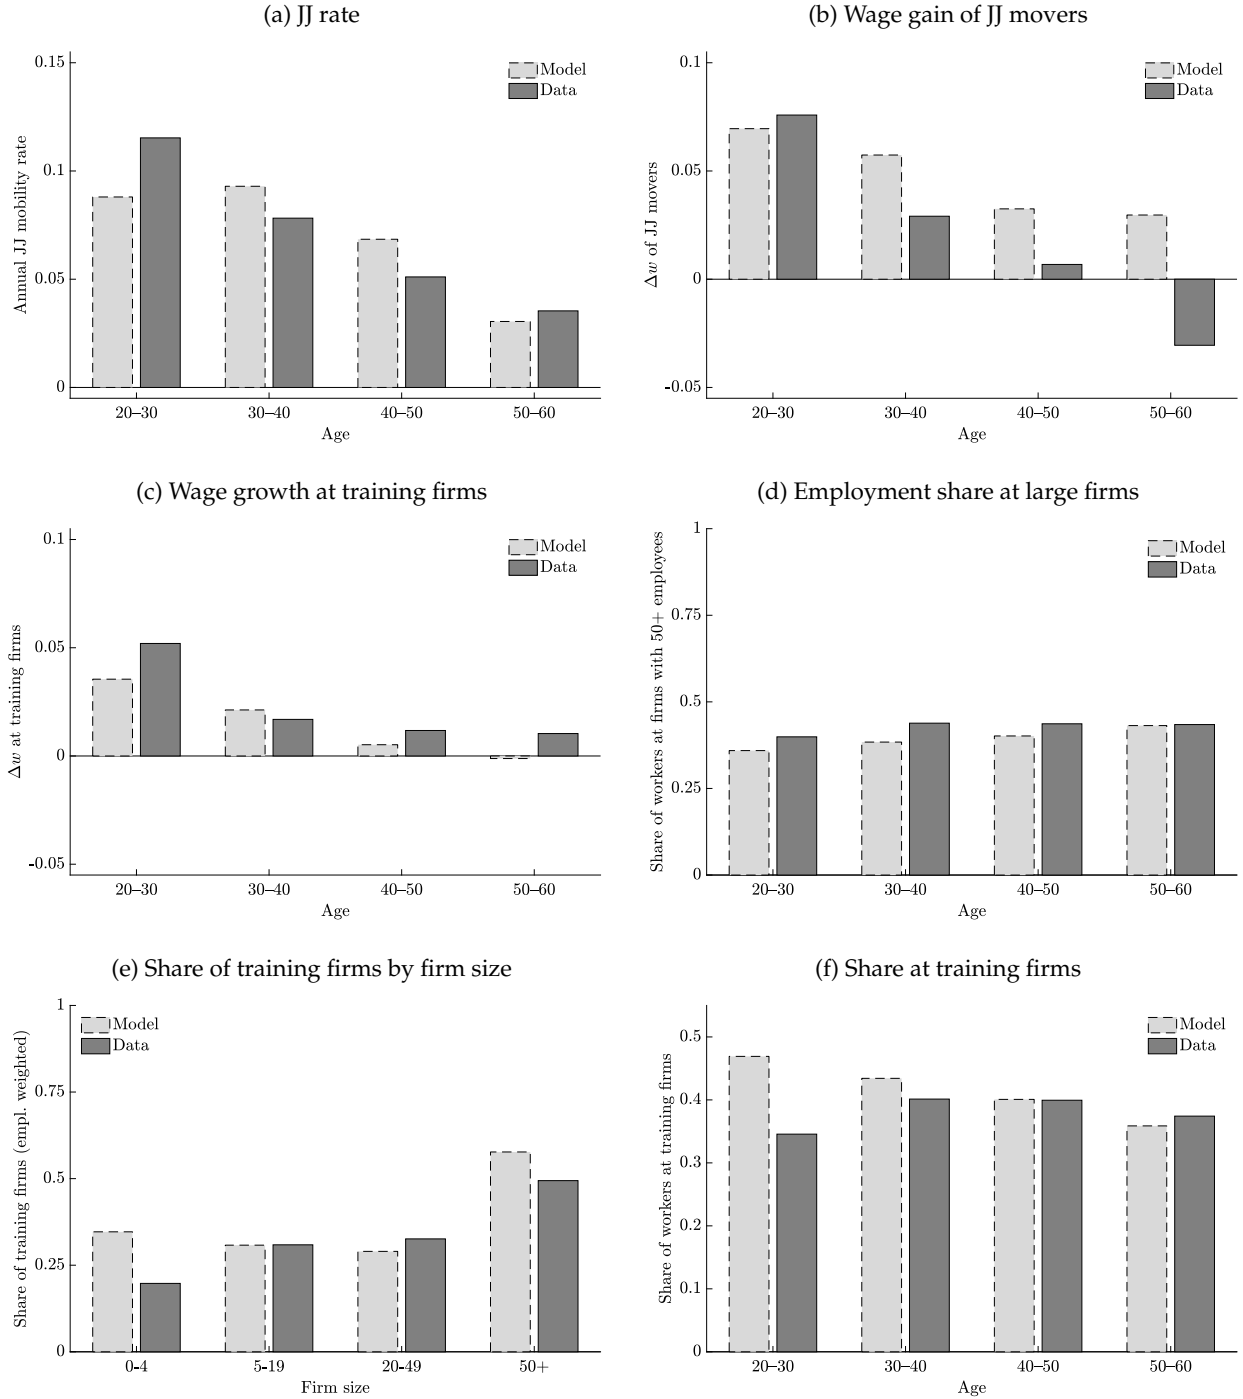 (a) JJ rate
0.15
0.1
0.05
0
Annual JJ mobility rate
Model
Data
20–30
30–40
40–50
50–60
Age
(b) Wage gain of JJ movers
0.1
0.05
0
-0.05
Δw of JJ movers
Model
Data
20–30
30–40
40–50
50–60
Age
(c) Wage growth at training firms
0.1
0.05
0
-0.05
Δw at training firms
Model
Data
20–30
30–40
40–50
50–60
Age
(d) Employment share at large firms
1
0.75
0.5
0.25
0
Share of workers at firms with 50+ employees
Model
Data
20–30
30–40
40–50
50–60
Age
(e) Share of training firms by firm size
1
0.75
0.5
0.25
0
Share of training firms (empl. weighted)
Model
Data
0-4
5-19
20-49
50+
Firm size
(f) Share at training firms
0.5
0.4
0.3
0.2
0.1
0
Share of workers at training firms
Model
Data
20–30
30–40
40–50
50–60
Age